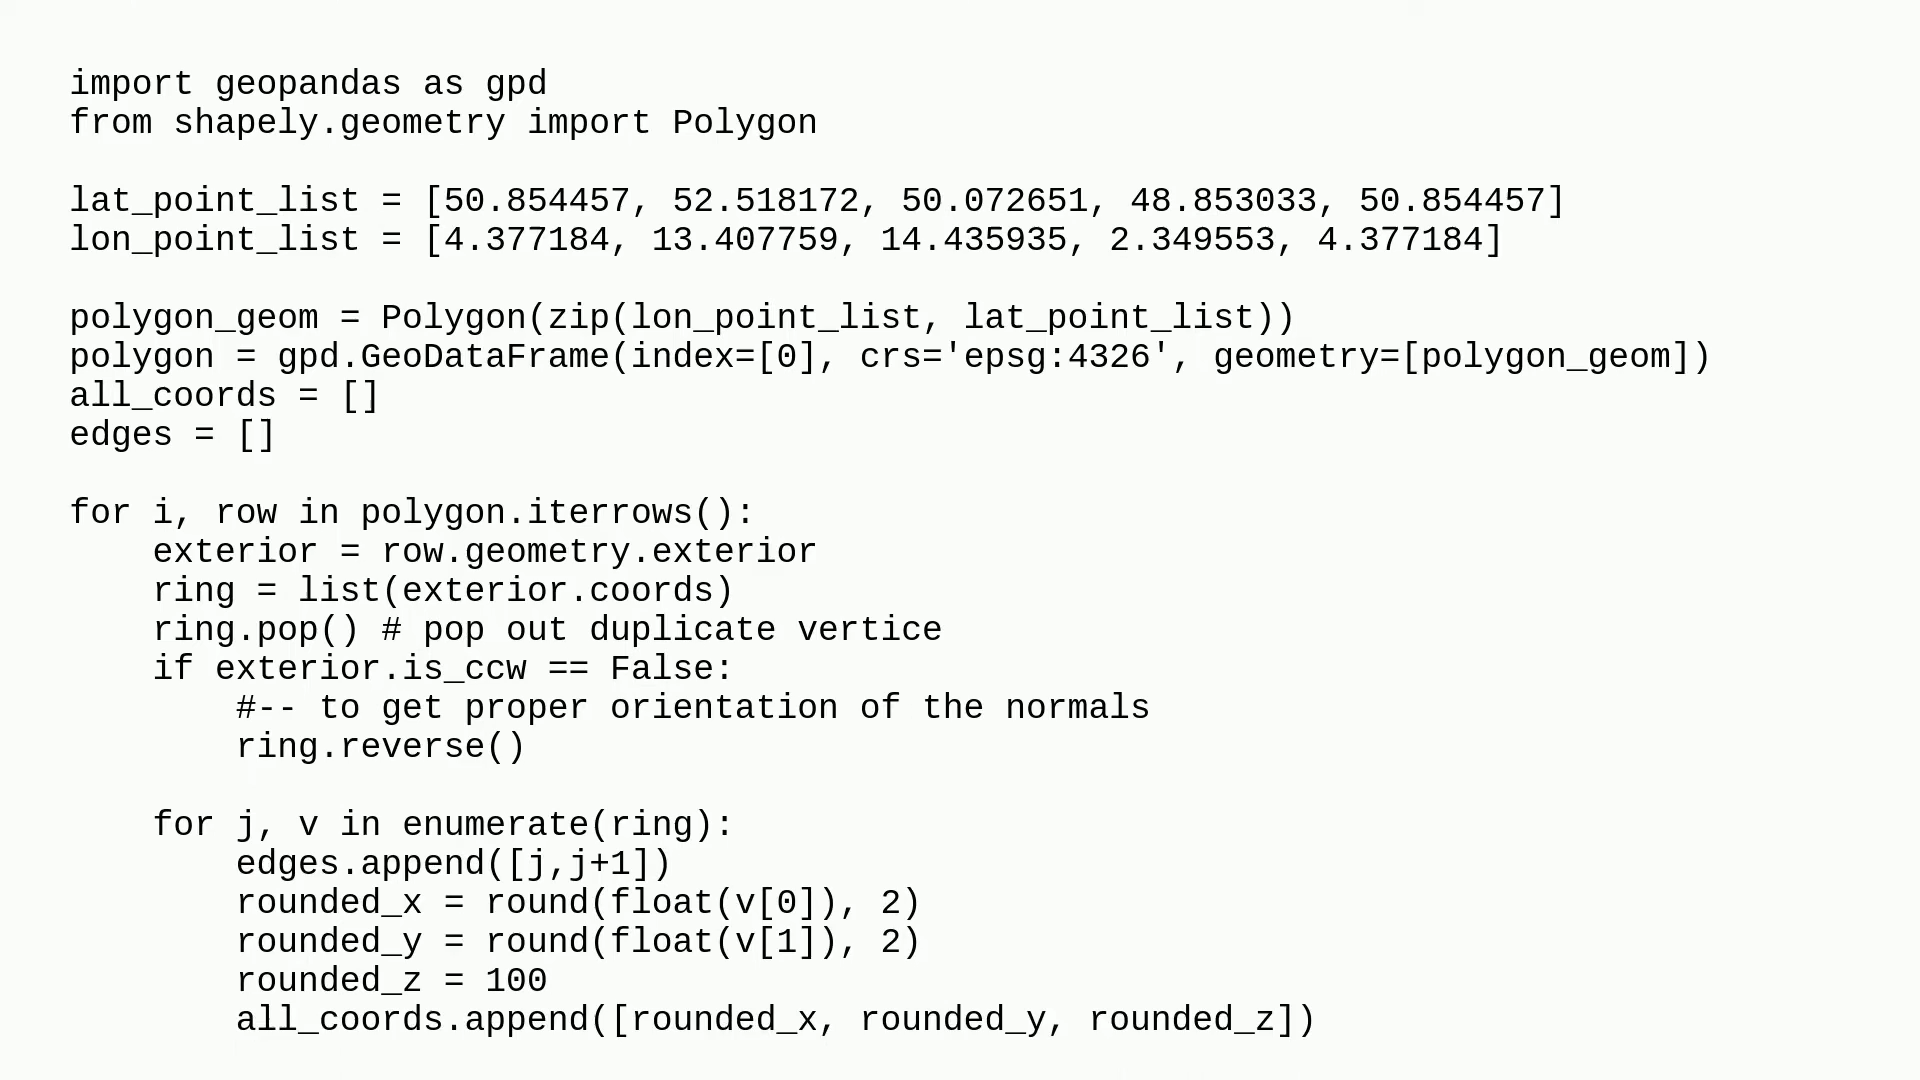 import geopandas as gpd
from shapely.geometry import Polygon

lat_point_list = [50.854457, 52.518172, 50.072651, 48.853033, 50.854457]
lon_point_list = [4.377184, 13.407759, 14.435935, 2.349553, 4.377184]

polygon_geom = Polygon(zip(lon_point_list, lat_point_list))
polygon = gpd.GeoDataFrame(index=[0], crs='epsg:4326', geometry=[polygon_geom])
all_coords = []
edges = []

for i, row in polygon.iterrows():
    exterior = row.geometry.exterior
    ring = list(exterior.coords)
    ring.pop() # pop out duplicate vertice
    if exterior.is_ccw == False:
        #-- to get proper orientation of the normals
        ring.reverse()

    for j, v in enumerate(ring):
        edges.append([j,j+1])
        rounded_x = round(float(v[0]), 2)
        rounded_y = round(float(v[1]), 2)
        rounded_z = 100
        all_coords.append([rounded_x, rounded_y, rounded_z])